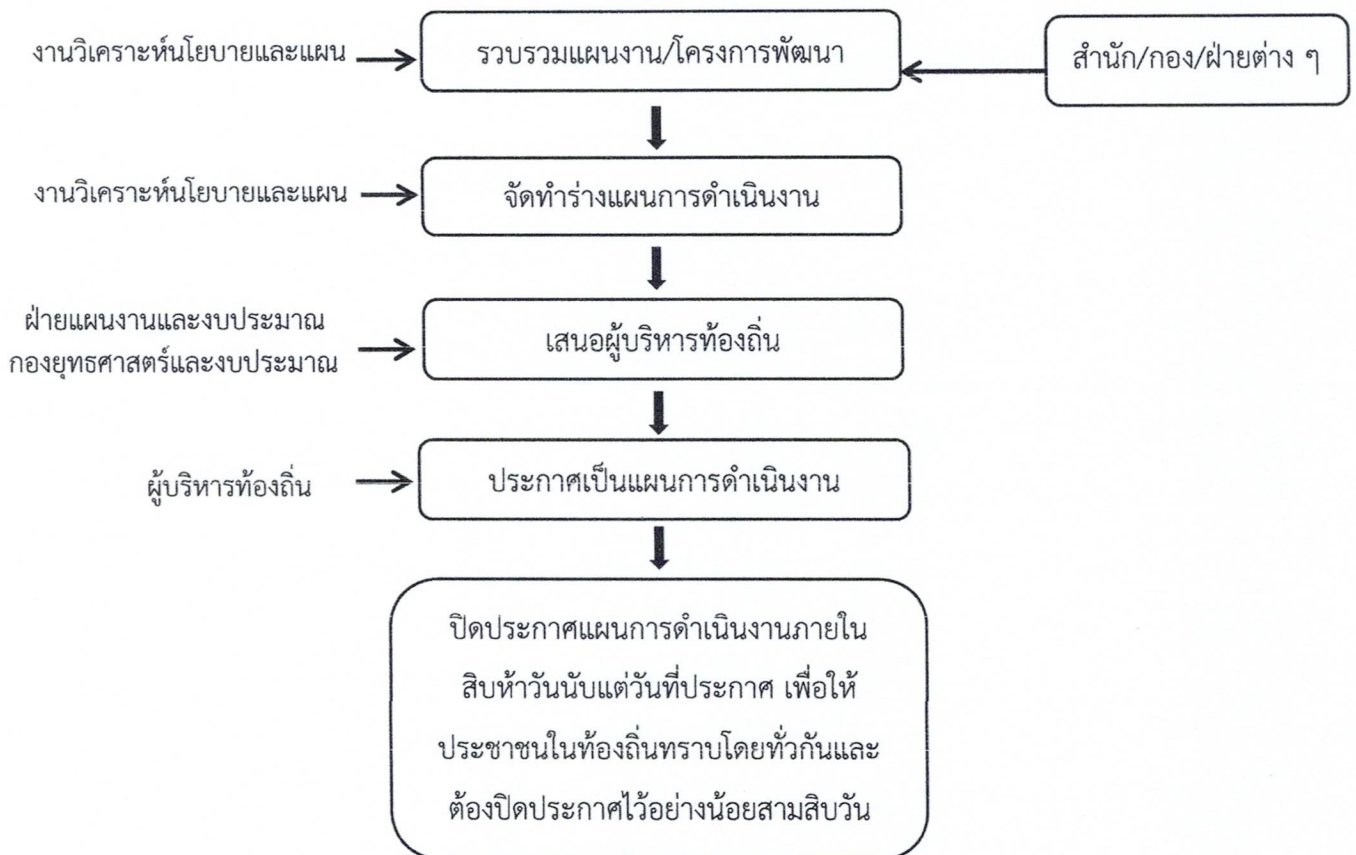 งานวิเคราะห์นโยบายและแผน
รวบรวมแผนงาน/โครงการพัฒนา
สำนัก/กอง/ฝ่ายต่าง ๆ
งานวิเคราะห์นโยบายและแผน
จัดทำร่างแผนการดำเนินงาน
ฝ่ายแผนงานและงบประมาณ
กองยุทธศาสตร์และงบประมาณ
เสนอผู้บริหารท้องถิ่น
ผู้บริหารท้องถิ่น
ประกาศเป็นแผนการดำเนินงาน
ปิดประกาศแผนการดำเนินงานภายใน
สิบห้าวันนับแต่วันที่ประกาศ เพื่อให้
ประชาชนในท้องถิ่นทราบโดยทั่วกันและ
ต้องปิดประกาศไว้อย่างน้อยสามสิบวัน